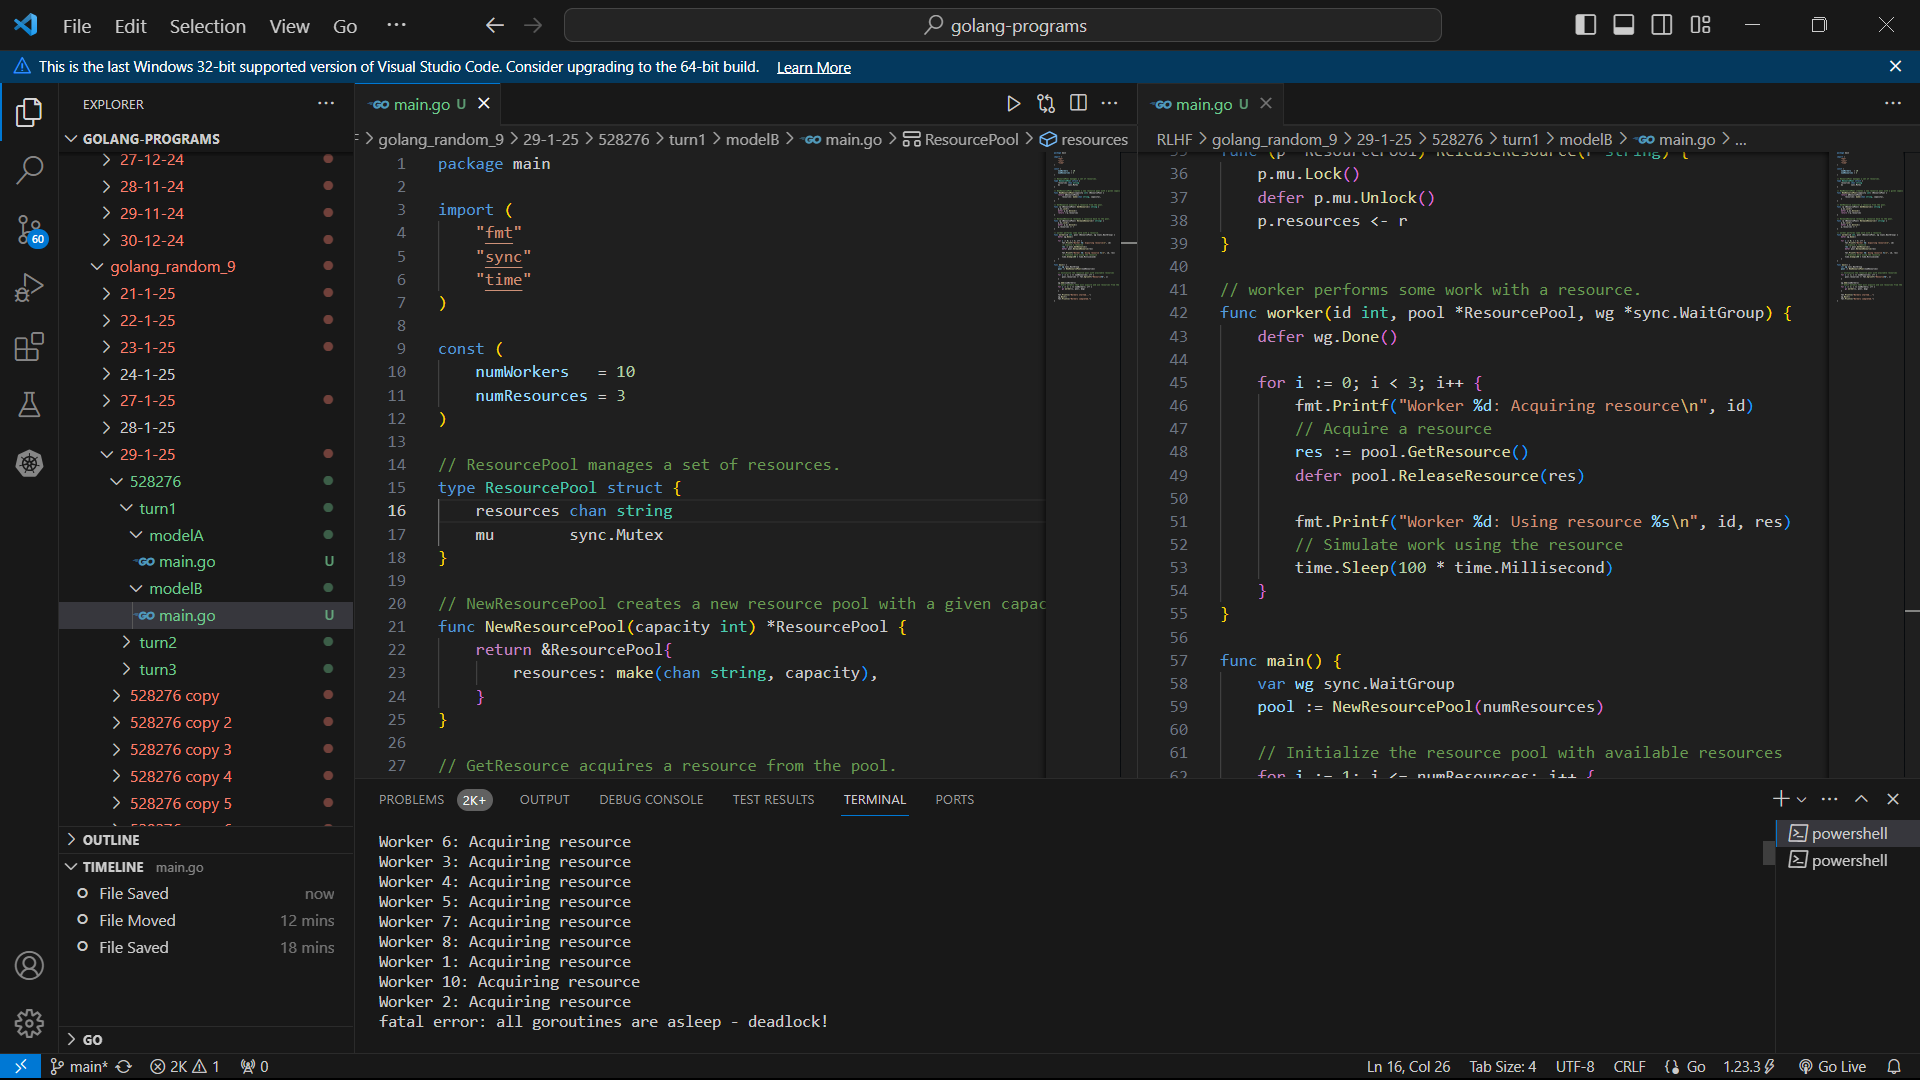 File Edit Selection View Go ··· golang-programs
This is the last Windows 32-bit supported version of Visual Studio Code. Consider upgrading to the 64-bit build. Learn More
EXPLORER
GOLANG-PROGRAMS
27-12-24
28-11-24
29-11-24
30-12-24
golang_random_9
21-1-25
22-1-25
23-1-25
24-1-25
27-1-25
28-1-25
29-1-25
528276
turn1
modelA
main.go U
modelB
main.go U
turn2
turn3
528276 copy
528276 copy 2
528276 copy 3
528276 copy 4
528276 copy 5
OUTLINE
TIMELINE main.go
File Saved now
File Moved 12 mins
File Saved 18 mins
GO
60
main.go U
golang_random_9 > 29-1-25 > 528276 > turn1 > modelB > main.go > ResourcePool > resources
1 package main
2
3 import (
4 "fmt"
5 "sync"
6 "time"
7 )
8
9 const (
10 numWorkers = 10
11 numResources = 3
12 )
13
14 // ResourcePool manages a set of resources.
15 type ResourcePool struct {
16 resources chan string
17 mu sync.Mutex
18 }
19
20 // NewResourcePool creates a new resource pool with a given capac
21 func NewResourcePool(capacity int) *ResourcePool {
22 return &ResourcePool{
23 resources: make(chan string, capacity),
24 }
25 }
26
27 // GetResource acquires a resource from the pool.
main.go U
RLHF > golang_random_9 > 29-1-25 > 528276 > turn1 > modelB > main.go > ...
35 func (p *ResourcePool) ReleaseResource(r string) {
36 p.mu.Lock()
37 defer p.mu.Unlock()
38 p.resources <- r
39 }
40
41 // worker performs some work with a resource.
42 func worker(id int, pool *ResourcePool, wg *sync.WaitGroup) {
43 defer wg.Done()
44
45 for i := 0; i < 3; i++ {
46 fmt.Printf("Worker %d: Acquiring resource\n", id)
47 // Acquire a resource
48 res := pool.GetResource()
49 defer pool.ReleaseResource(res)
50
51 fmt.Printf("Worker %d: Using resource %s\n", id, res)
52 // Simulate work using the resource
53 time.Sleep(100 * time.Millisecond)
54 }
55 }
56
57 func main() {
58 var wg sync.WaitGroup
59 pool := NewResourcePool(numResources)
60
61 // Initialize the resource pool with available resources
62 for i := 1; i <= numResources; i++ {
PROBLEMS 2K+ OUTPUT DEBUG CONSOLE TEST RESULTS TERMINAL PORTS
Worker 6: Acquiring resource
Worker 3: Acquiring resource
Worker 4: Acquiring resource
Worker 5: Acquiring resource
Worker 7: Acquiring resource
Worker 8: Acquiring resource
Worker 1: Acquiring resource
Worker 10: Acquiring resource
Worker 2: Acquiring resource
fatal error: all goroutines are asleep - deadlock!
powershell
powershell
main* 2K 1 0 Ln 16, Col 26 Tab Size: 4 UTF-8 CRLF Go 1.23.3 Go Live